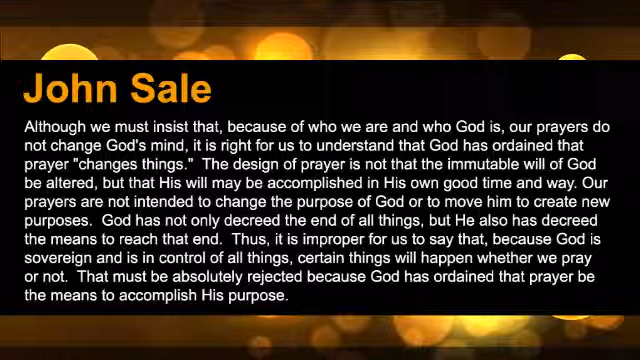 John Sale
Although we must insist that, because of who we are and who God is, our prayers do
not change God's mind, it is right for us to understand that God has ordained that
prayer "changes things."  The design of prayer is not that the immutable will of God
be altered, but that His will may be accomplished in His own good time and way. Our
prayers are not intended to change the purpose of God or to move him to create new
purposes.  God has not only decreed the end of all things, but He also has decreed
the means to reach that end.  Thus, it is improper for us to say that, because God is
sovereign and is in control of all things, certain things will happen whether we pray
or not.  That must be absolutely rejected because God has ordained that prayer be
the means to accomplish His purpose.